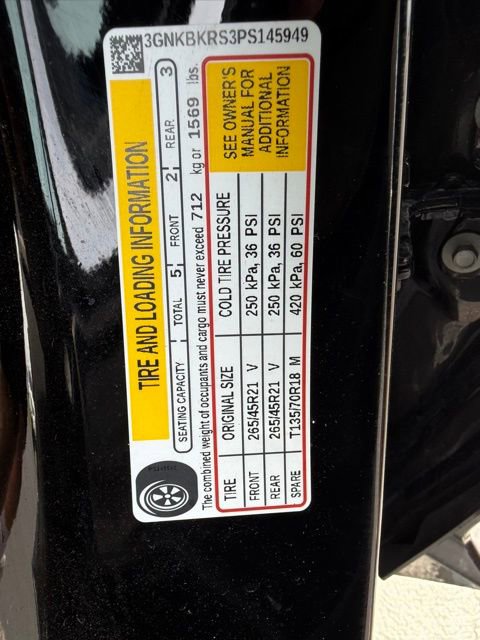 3GNKBKRS3PS145949
TIRE AND LOADING INFORMATION
SEATING CAPACITY TOTAL 5 FRONT 2 REAR 3
The combined weight of occupants and cargo must never exceed 712 kg or 1569 lbs.
TIRE ORIGINAL SIZE COLD TIRE PRESSURE
FRONT 265/45R21 V 250 kPa, 36 PSI
REAR 265/45R21 V 250 kPa, 36 PSI
SPARE T135/70R18 M 420 kPa, 60 PSI
SEE OWNER'S
MANUAL FOR
ADDITIONAL
INFORMATION